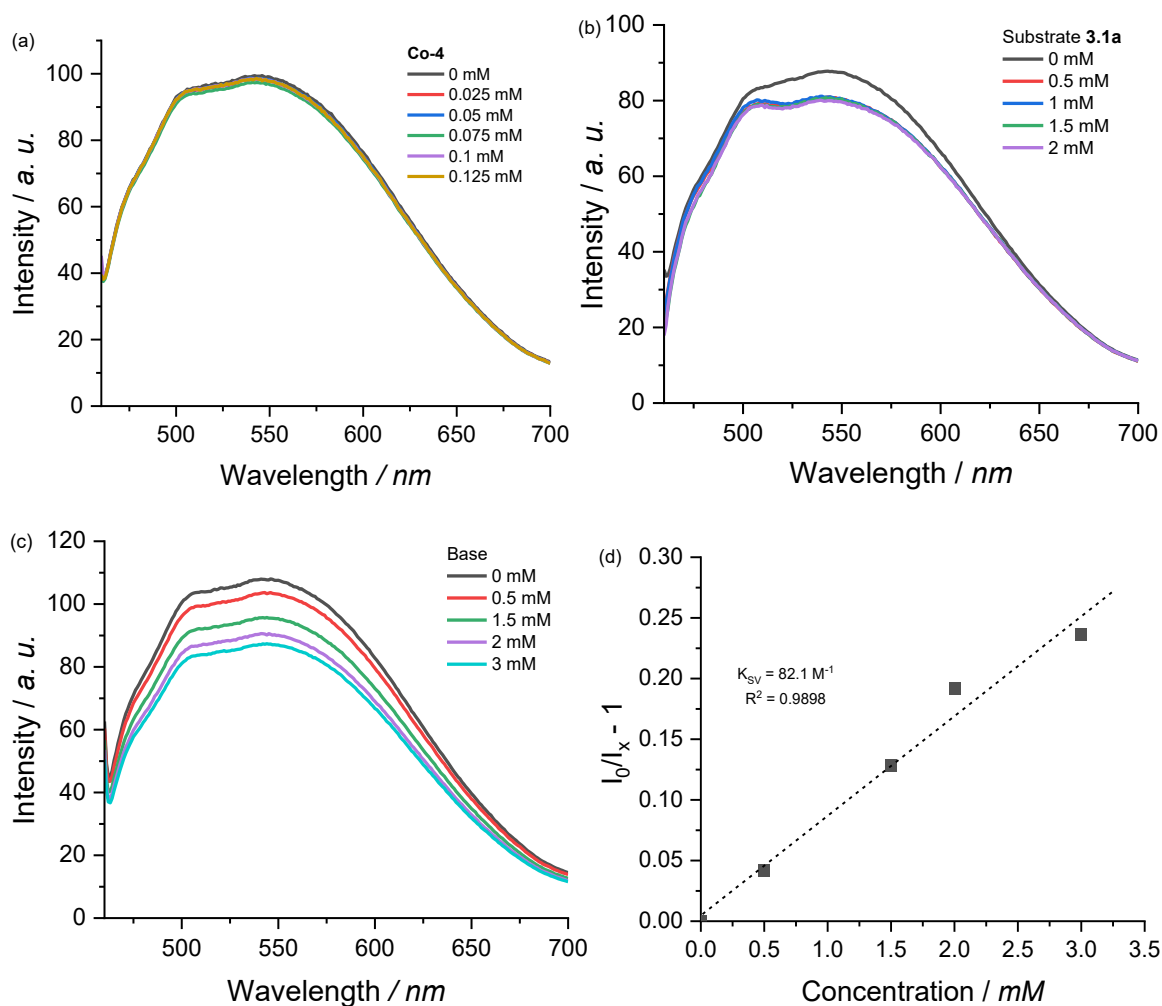 (a)
Co-4
0 mM
0.025 mM
0.05 mM
0.075 mM
0.1 mM
0.125 mM
100
80
60
40
20
0
Intensity / a. u.
500
550
600
650
700
Wavelength / nm
(b)
Substrate 3.1a
0 mM
0.5 mM
1 mM
1.5 mM
2 mM
100
80
60
40
20
0
Intensity / a. u.
500
550
600
650
700
Wavelength / nm
(c)
Base
0 mM
0.5 mM
1.5 mM
2 mM
3 mM
120
100
80
60
40
20
0
Intensity / a. u.
500
550
600
650
700
Wavelength / nm
(d)
0.30
0.25
0.20
0.15
0.10
0.05
0.00
I₀/Iₓ - 1
K_SV = 82.1 M⁻¹
R² = 0.9898
0.0
0.5
1.0
1.5
2.0
2.5
3.0
3.5
Concentration / mM